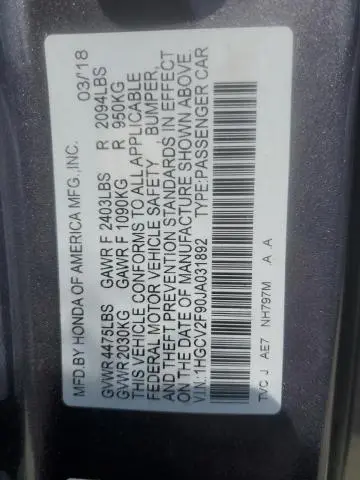 MFD.BY HONDA OF AMERICA MFG.,INC. 03/'18
GVWR 4475LBS GAWR F 2403LBS R 2094LBS
GVWR 2030KG GAWR F 1090KG R 950KG
THIS VEHICLE CONFORMS TO ALL APPLICABLE
FEDERAL MOTOR VEHICLE SAFETY , BUMPER,
AND THEFT PREVENTION STANDARDS IN EFFECT
ON THE DATE OF MANUFACTURE SHOWN ABOVE.
V.I.N.:1HGCV2F90JA031892 TYPE:PASSENGER CAR
TVC J AE7 NH797M .A .A